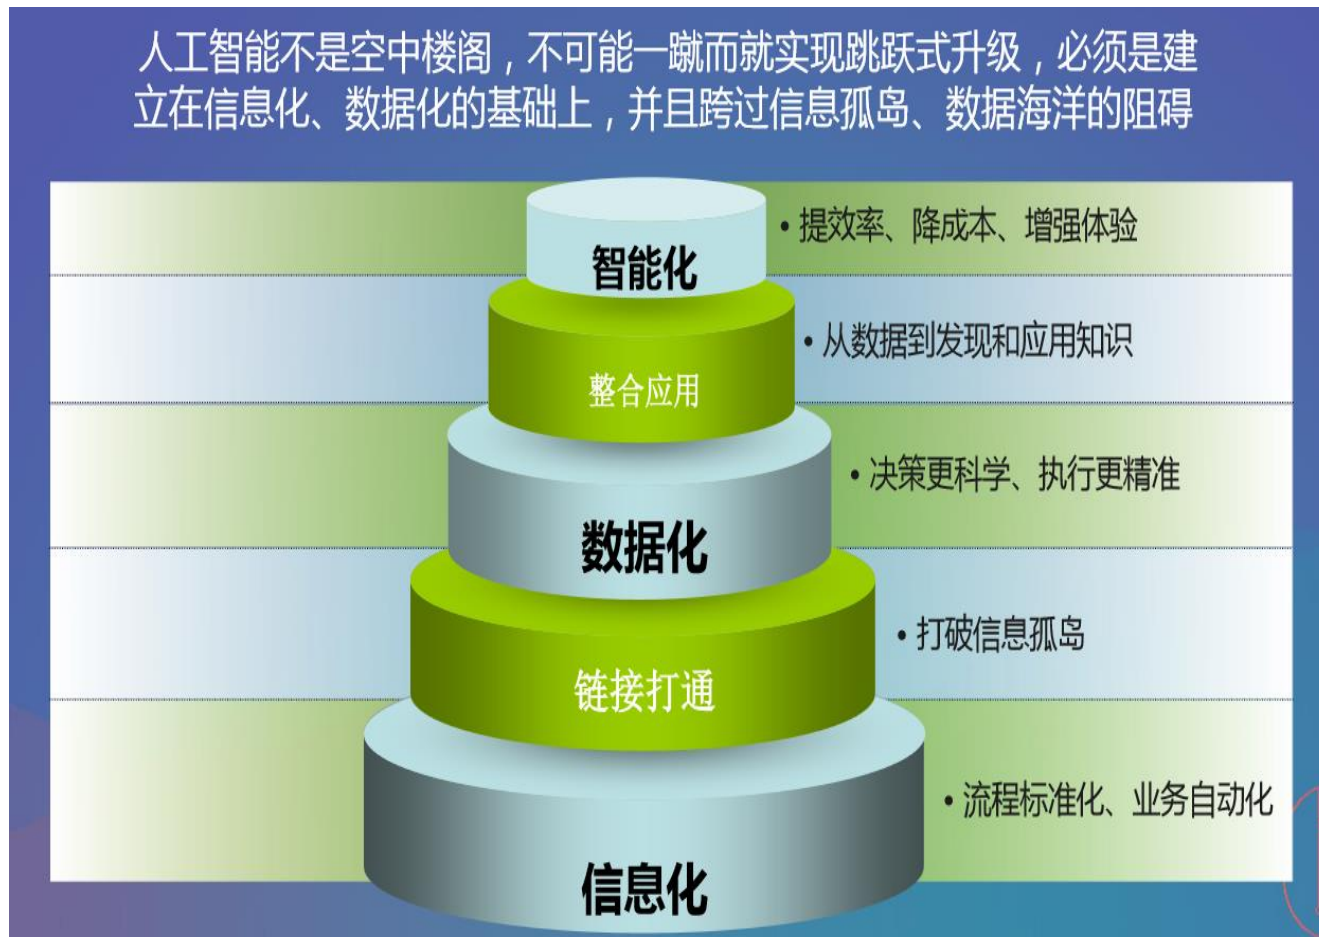 人工智能不是空中楼阁，不可能一蹴而就实现跳跃式升级，必须是建
立在信息化、数据化的基础上，并且跨过信息孤岛、数据海洋的阻碍
智能化
• 提效率、降成本、增强体验
整合应用
• 从数据到发现和应用知识
数据化
• 决策更科学、执行更精准
链接打通
• 打破信息孤岛
信息化
• 流程标准化、业务自动化